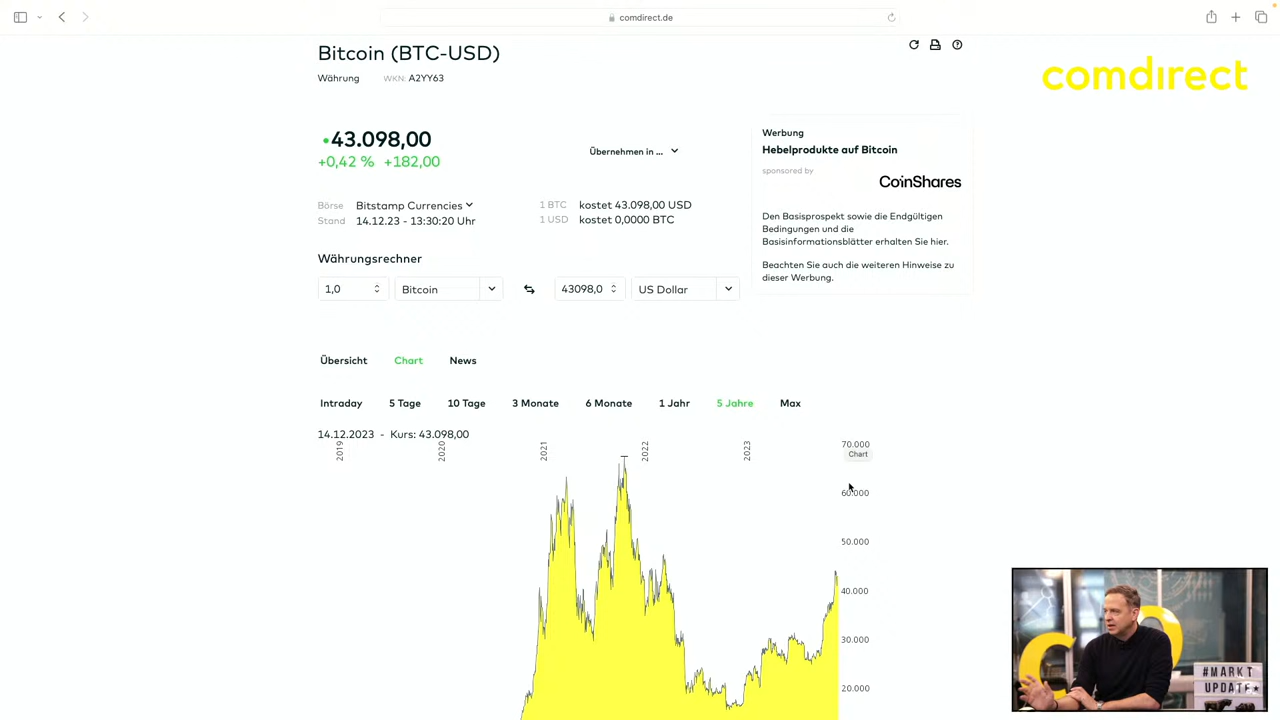 comdirect.de
Bitcoin (BTC-USD)
Währung WKN: A2YY63
comdirect
43.098,00
+0,42 % +182,00
Übernehmen in ...
Börse Bitstamp Currencies
Stand 14.12.23 - 13:30:20 Uhr
1 BTC kostet 43.098,00 USD
1 USD kostet 0,0000 BTC
Werbung
Hebelprodukte auf Bitcoin
sponsored by
CoinShares
Den Basisprospekt sowie die Endgültigen
Bedingungen und die
Basisinformationsblätter erhalten Sie hier.
Beachten Sie auch die weiteren Hinweise zu
dieser Werbung.
Währungsrechner
1,0 Bitcoin 43098,0 US Dollar
Übersicht Chart News
Intraday 5 Tage 10 Tage 3 Monate 6 Monate 1 Jahr 5 Jahre Max
14.12.2023 - Kurs: 43.098,00
2019 2020 2021 2022 2023
70.000
Chart
60.000
50.000
40.000
30.000
20.000
#MARKT
UPDATE